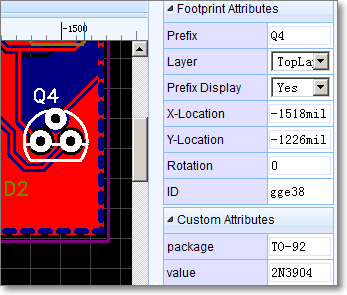 -1500
Q4
D2
Footprint Attributes
Prefix Q4
Layer TopLa
Prefix Display Yes
X-Location -1518mil
Y-Location -1226mil
Rotation 0
ID gge38
Custom Attributes
package TO-92
value 2N3904